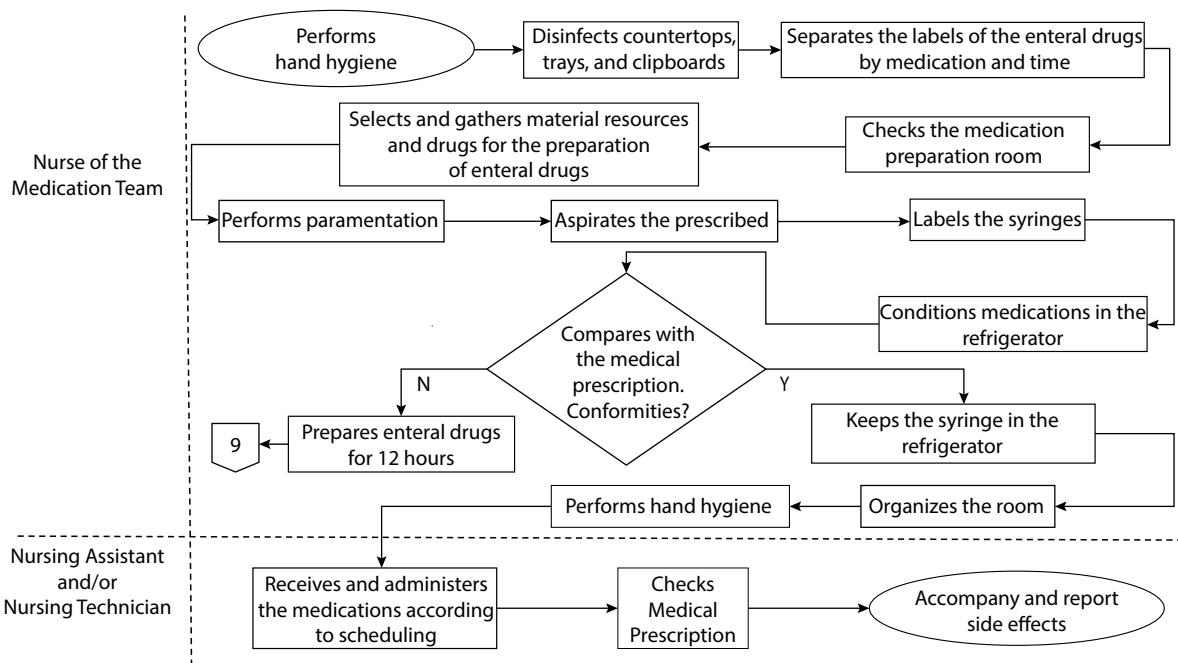 Nurse of the
Medication Team
Performs
hand hygiene
Disinfects countertops,
trays, and clipboards
Separates the labels of the enteral drugs
by medication and time
Checks the medication
preparation room
Selects and gathers material resources
and drugs for the preparation
of enteral drugs
Performs paramentation
Aspirates the prescribed
Labels the syringes
Conditions medications in the
refrigerator
Compares with
the medical
prescription.
Conformities?
N
Y
Prepares enteral drugs
for 12 hours
9
Keeps the syringe in the
refrigerator
Organizes the room
Performs hand hygiene
Nursing Assistant
and/or
Nursing Technician
Receives and administers
the medications according
to scheduling
Checks
Medical
Prescription
Accompany and report
side effects